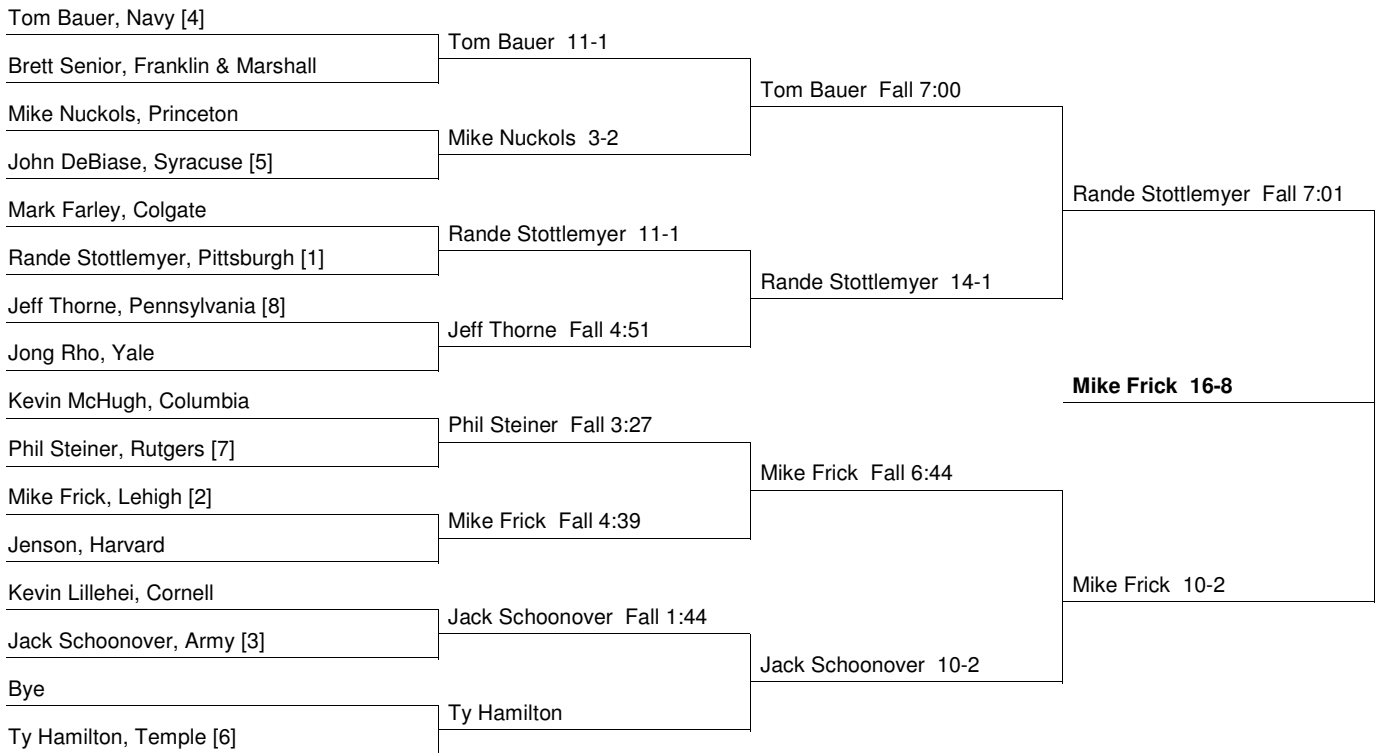 Tom Bauer, Navy [4]
Brett Senior, Franklin & Marshall
Mike Nuckols, Princeton
John DeBiase, Syracuse [5]
Mark Farley, Colgate
Rande Stottlemyer, Pittsburgh [1]
Jeff Thorne, Pennsylvania [8]
Jong Rho, Yale
Kevin McHugh, Columbia
Phil Steiner, Rutgers [7]
Mike Frick, Lehigh [2]
Jenson, Harvard
Kevin Lillehei, Cornell
Jack Schoonover, Army [3]
Bye
Ty Hamilton, Temple [6]
Tom Bauer 11-1
Mike Nuckols 3-2
Rande Stottlemyer 11-1
Jeff Thorne Fall 4:51
Phil Steiner Fall 3:27
Mike Frick Fall 4:39
Jack Schoonover Fall 1:44
Ty Hamilton
Tom Bauer Fall 7:00
Rande Stottlemyer 14-1
Mike Frick Fall 6:44
Jack Schoonover 10-2
Rande Stottlemyer Fall 7:01
Mike Frick 10-2
Mike Frick 16-8